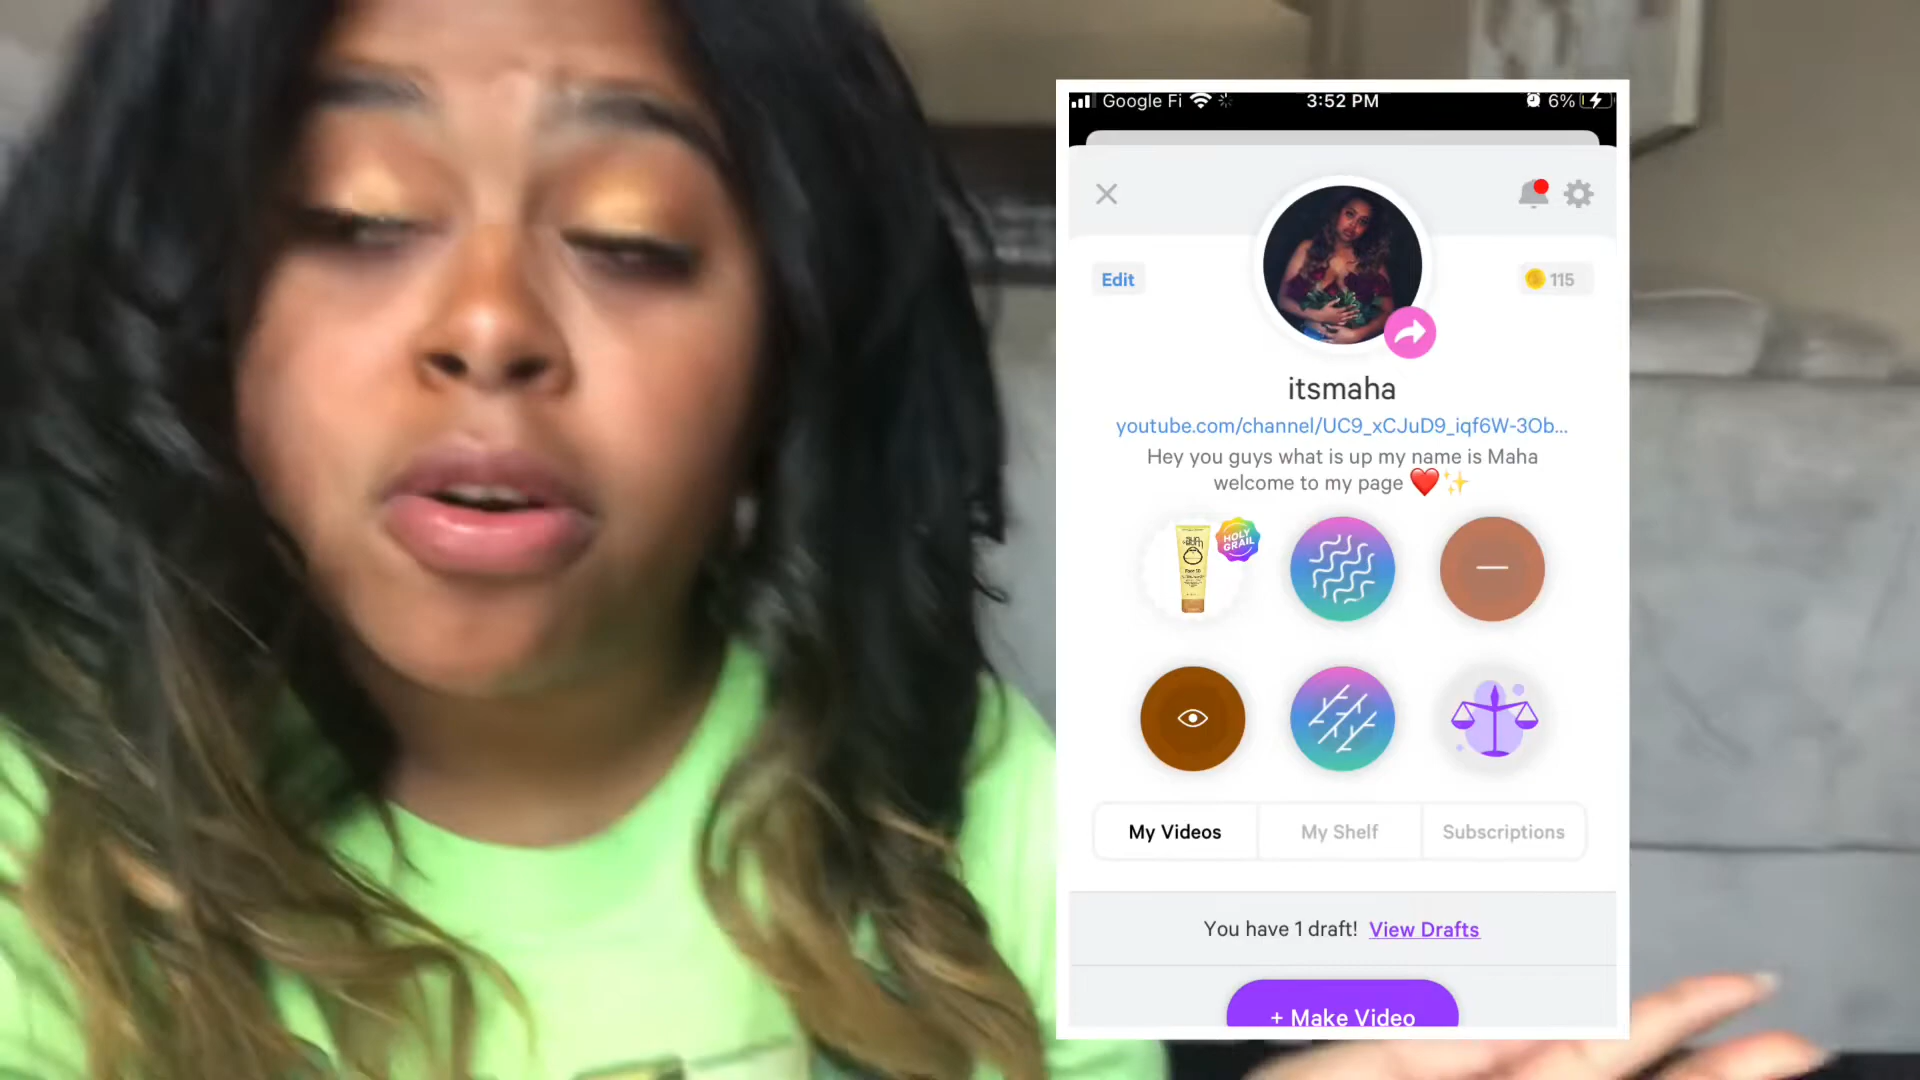 Google Fi
3:52 PM
6%
Edit
115
itsmaha
youtube.com/channel/UC9_xCJuD9_iqf6W-3Ob...
Hey you guys what is up my name is Maha
welcome to my page ❤️✨
HOLY
GRAIL
My Videos
My Shelf
Subscriptions
You have 1 draft! View Drafts
+ Make Video